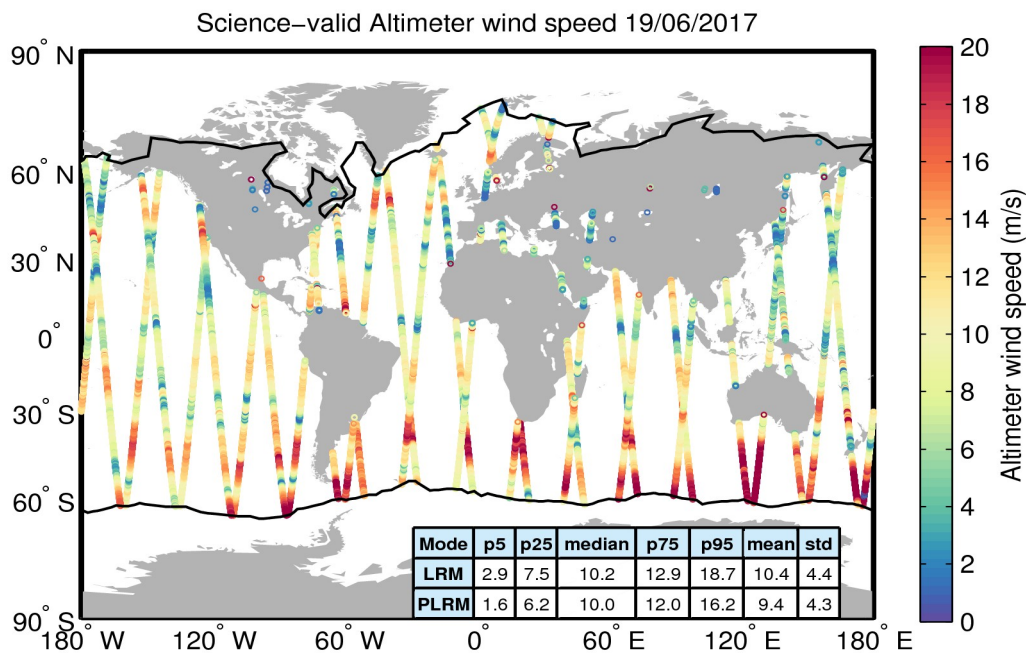 Science−valid Altimeter wind speed 19/06/2017
90° N
60° N
30° N
0°
30° S
60° S
90° S
180° W
120° W
60° W
0°
60° E
120° E
180° E
Mode p5 p25 median p75 p95 mean std
LRM 2.9 7.5 10.2 12.9 18.7 10.4 4.4
PLRM 1.6 6.2 10.0 12.0 16.2 9.4 4.3
20
18
16
14
12
10
8
6
4
2
0
Altimeter wind speed (m/s)